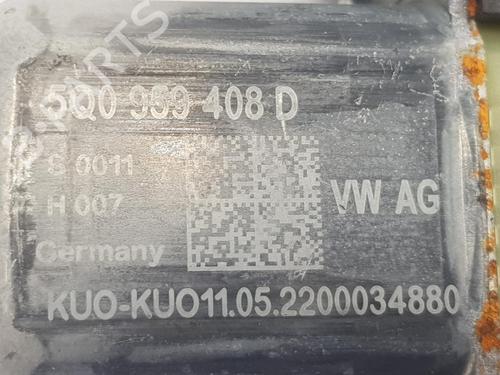 5Q0 959 408 D
S 0011
H 007
VW AG
Germany
KUO-KUO11.05.2200034880